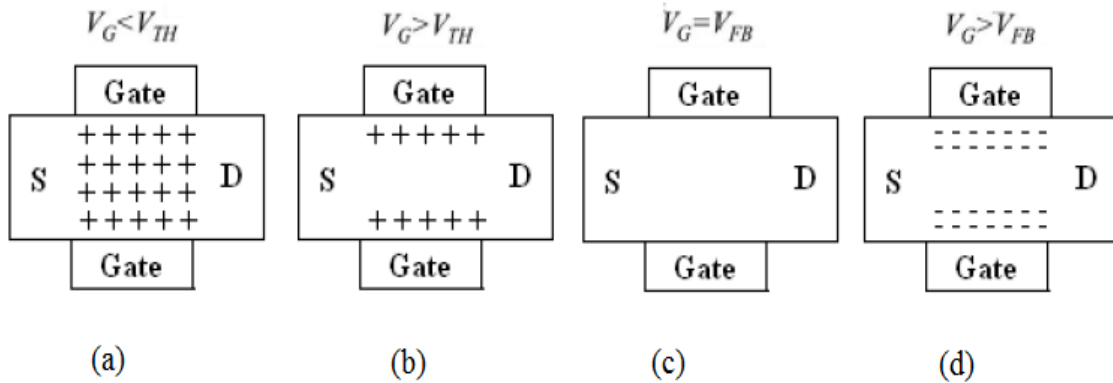 V_G<V_TH V_G>V_TH V_G=V_FB V_G>V_FB
Gate Gate Gate Gate
+ + + + + + + + + + - - - - - - -
+ + + + + - - - - - - -
S D S D S D S D
+ + + + + - - - - - - -
+ + + + + + + + + + - - - - - - -
Gate Gate Gate Gate
(a) (b) (c) (d)